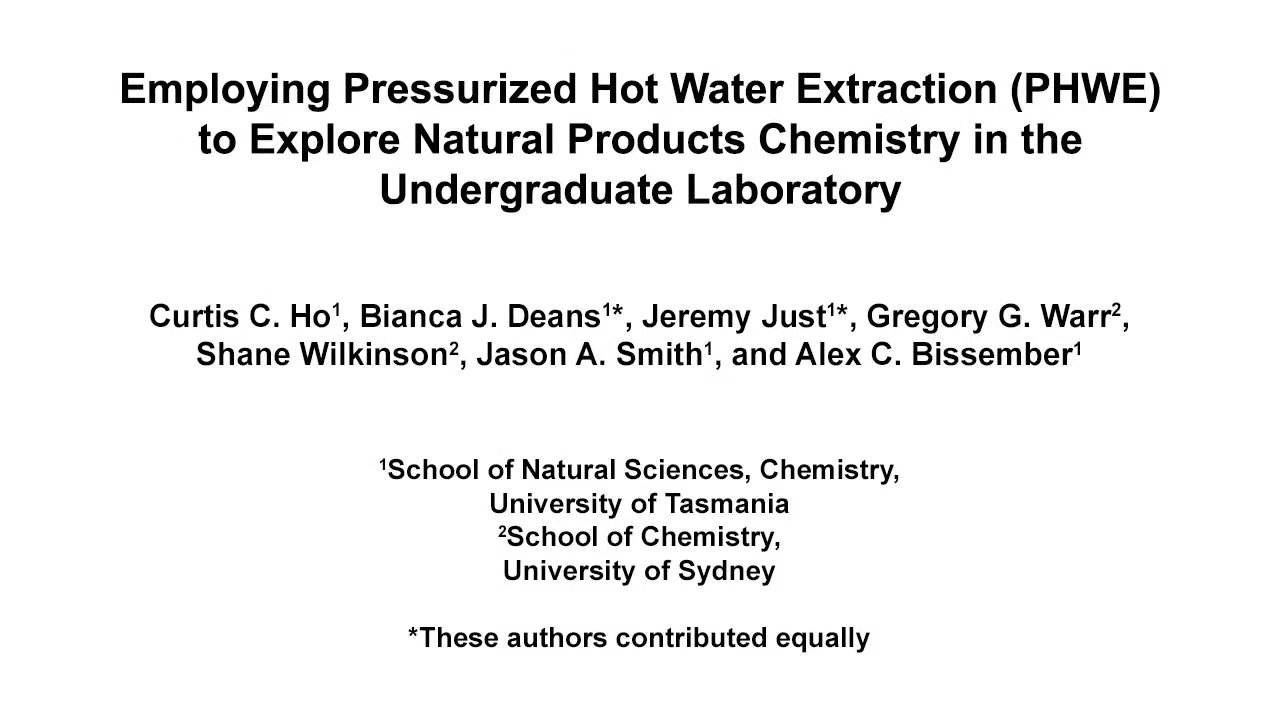 Employing Pressurized Hot Water Extraction (PHWE)
to Explore Natural Products Chemistry in the
Undergraduate Laboratory
Curtis C. Ho¹, Bianca J. Deans¹*, Jeremy Just¹*, Gregory G. Warr²,
Shane Wilkinson², Jason A. Smith¹, and Alex C. Bissember¹
¹School of Natural Sciences, Chemistry,
University of Tasmania
²School of Chemistry,
University of Sydney
*These authors contributed equally